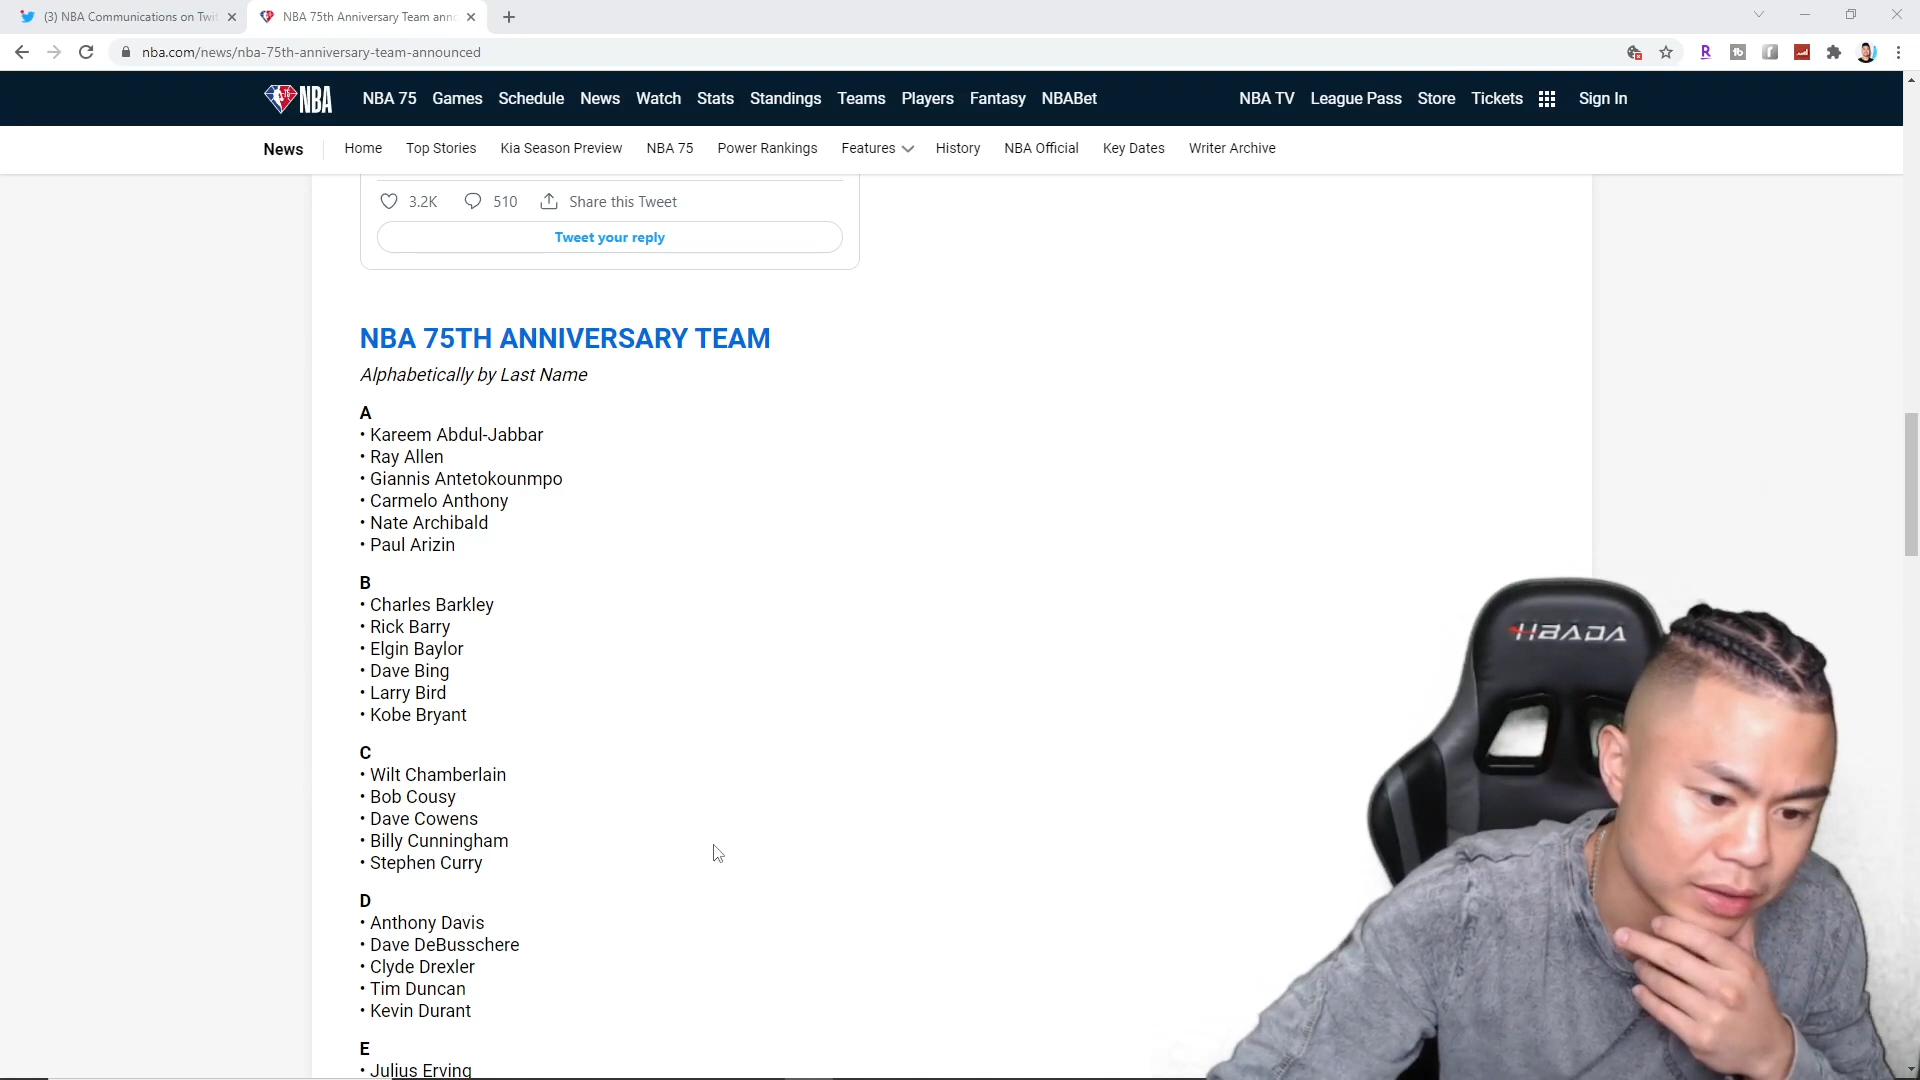 (3) NBA Communications on Twit
NBA 75th Anniversary Team anno
nba.com/news/nba-75th-anniversary-team-announced
R
NBA
NBA 75 Games Schedule News Watch Stats Standings Teams Players Fantasy NBABet
NBA TV League Pass Store Tickets Sign In
News Home Top Stories Kia Season Preview NBA 75 Power Rankings Features History NBA Official Key Dates Writer Archive
3.2K 510 Share this Tweet
Tweet your reply
NBA 75TH ANNIVERSARY TEAM
Alphabetically by Last Name
A
• Kareem Abdul-Jabbar
• Ray Allen
• Giannis Antetokounmpo
• Carmelo Anthony
• Nate Archibald
• Paul Arizin
B
• Charles Barkley
• Rick Barry
• Elgin Baylor
• Dave Bing
• Larry Bird
• Kobe Bryant
C
• Wilt Chamberlain
• Bob Cousy
• Dave Cowens
• Billy Cunningham
• Stephen Curry
D
• Anthony Davis
• Dave DeBusschere
• Clyde Drexler
• Tim Duncan
• Kevin Durant
E
• Julius Erving
HBADA